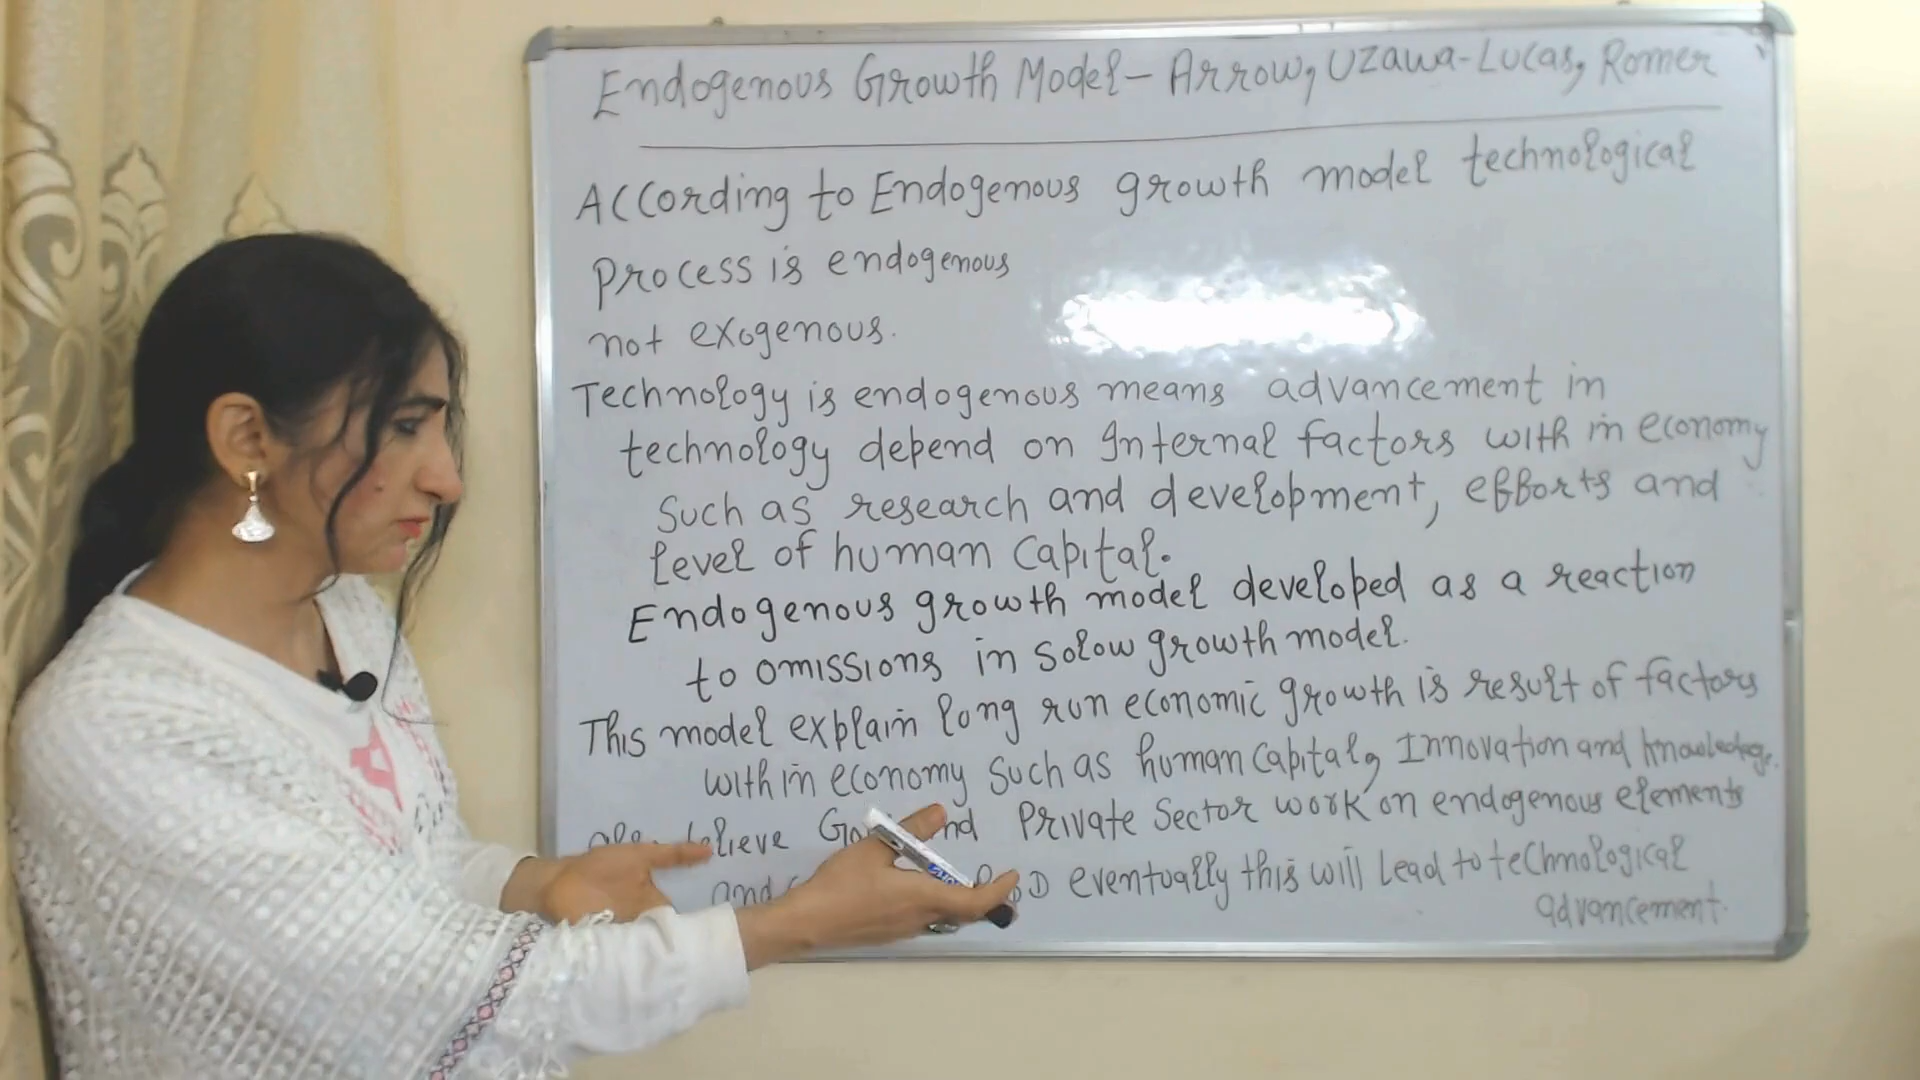 Endogenous Growth Model - Arrow, Uzawa-Lucas, Romer
According to Endogenous growth model technological
Process is endogenous
not exogenous.
Technology is endogenous means advancement in
technology depend on Internal factors with in economy
Such as research and development, efforts and
level of human capital.
Endogenous growth model developed as a reaction
to omissions in solow growth model.
This model explain long run economic growth is result of factors
with in economy such as human capital, Innovation and knowledge.
Private Sector work on endogenous elements
and eventually this will lead to technological
advancement.